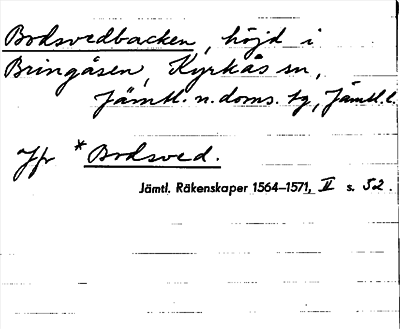 Bodsvedbacken, höjd i
Bringåsen, Kyrkås sn,
Jämtl. n. doms. tg, Jämtl. l.
Jfr *Bodsved.
Jämtl. Räkenskaper 1564–1571, II s. 52.